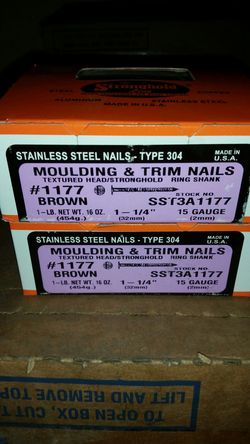 Stronghold
STEEL
ALUMINUM
MADE IN U.S.A.
STAINLESS STEEL NAILS - TYPE 304
MADE IN
U.S.A.
MOULDING & TRIM NAILS
TEXTURED HEAD/STRONGHOLD RING SHANK
#1177
STOCK NO.
BROWN
SST3A1177
1-LB. NET WT. 16 OZ.
1-1/4"
15 GAUGE
(454g.)
(32mm)
(2mm)
STAINLESS STEEL NAILS - TYPE 304
MADE IN
U.S.A.
MOULDING & TRIM NAILS
TEXTURED HEAD/STRONGHOLD RING SHANK
#1177
STOCK NO.
BROWN
SST3A1177
1-LB. NET WT. 16 OZ.
1-1/4"
15 GAUGE
(454g.)
(32mm)
(2mm)
TO OPEN BOX, CUT
LIFT AND REMOVE TOP